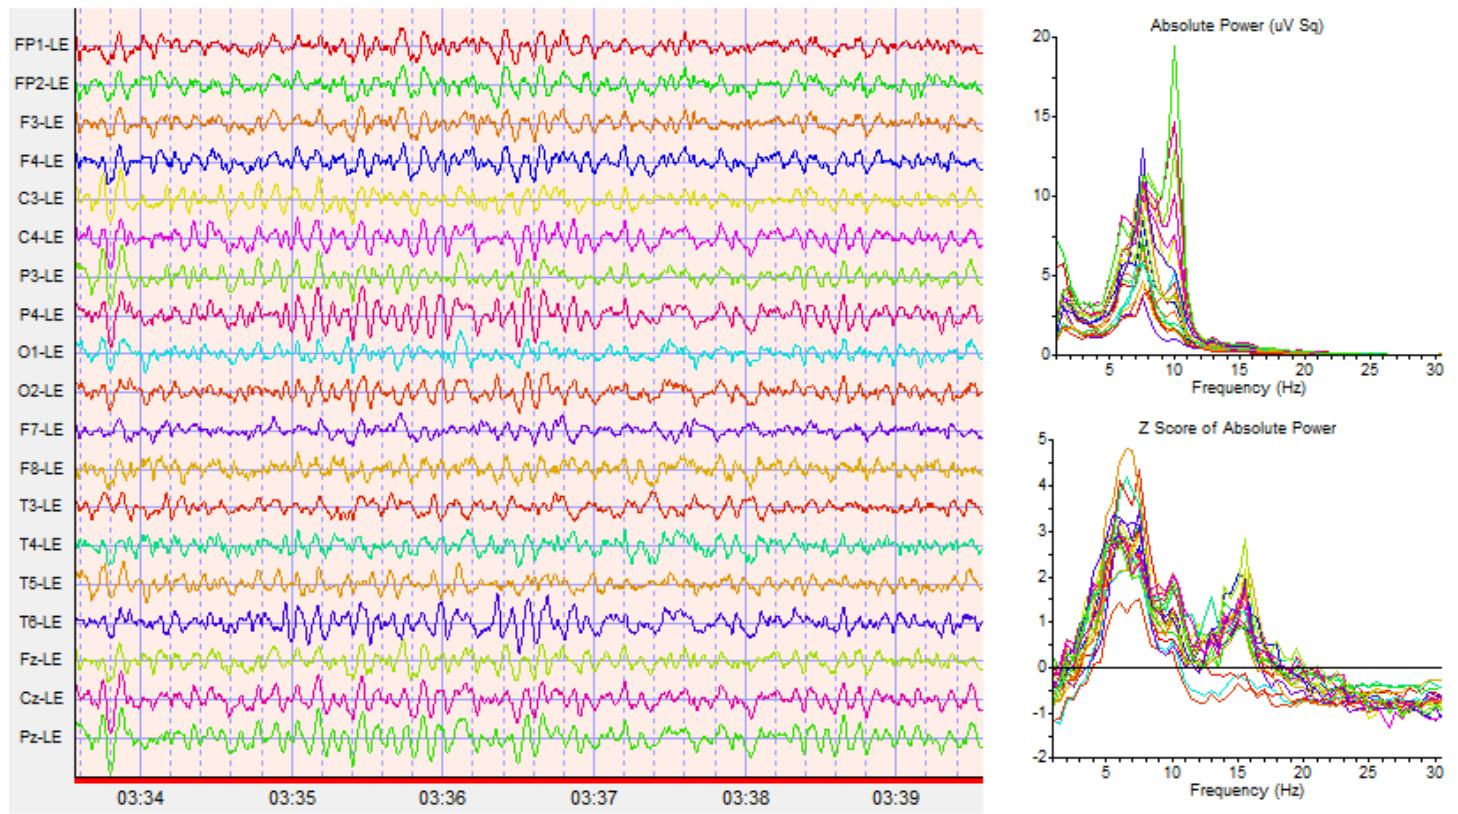 FP1-LE
FP2-LE
F3-LE
F4-LE
C3-LE
C4-LE
P3-LE
P4-LE
O1-LE
O2-LE
F7-LE
F8-LE
T3-LE
T4-LE
T5-LE
T6-LE
Fz-LE
Cz-LE
Pz-LE
03:34 03:35 03:36 03:37 03:38 03:39
Absolute Power (uV Sq)
20
15
10
5
0
5 10 15 20 25 30
Frequency (Hz)
Z Score of Absolute Power
5
4
3
2
1
0
-1
-2
5 10 15 20 25 30
Frequency (Hz)